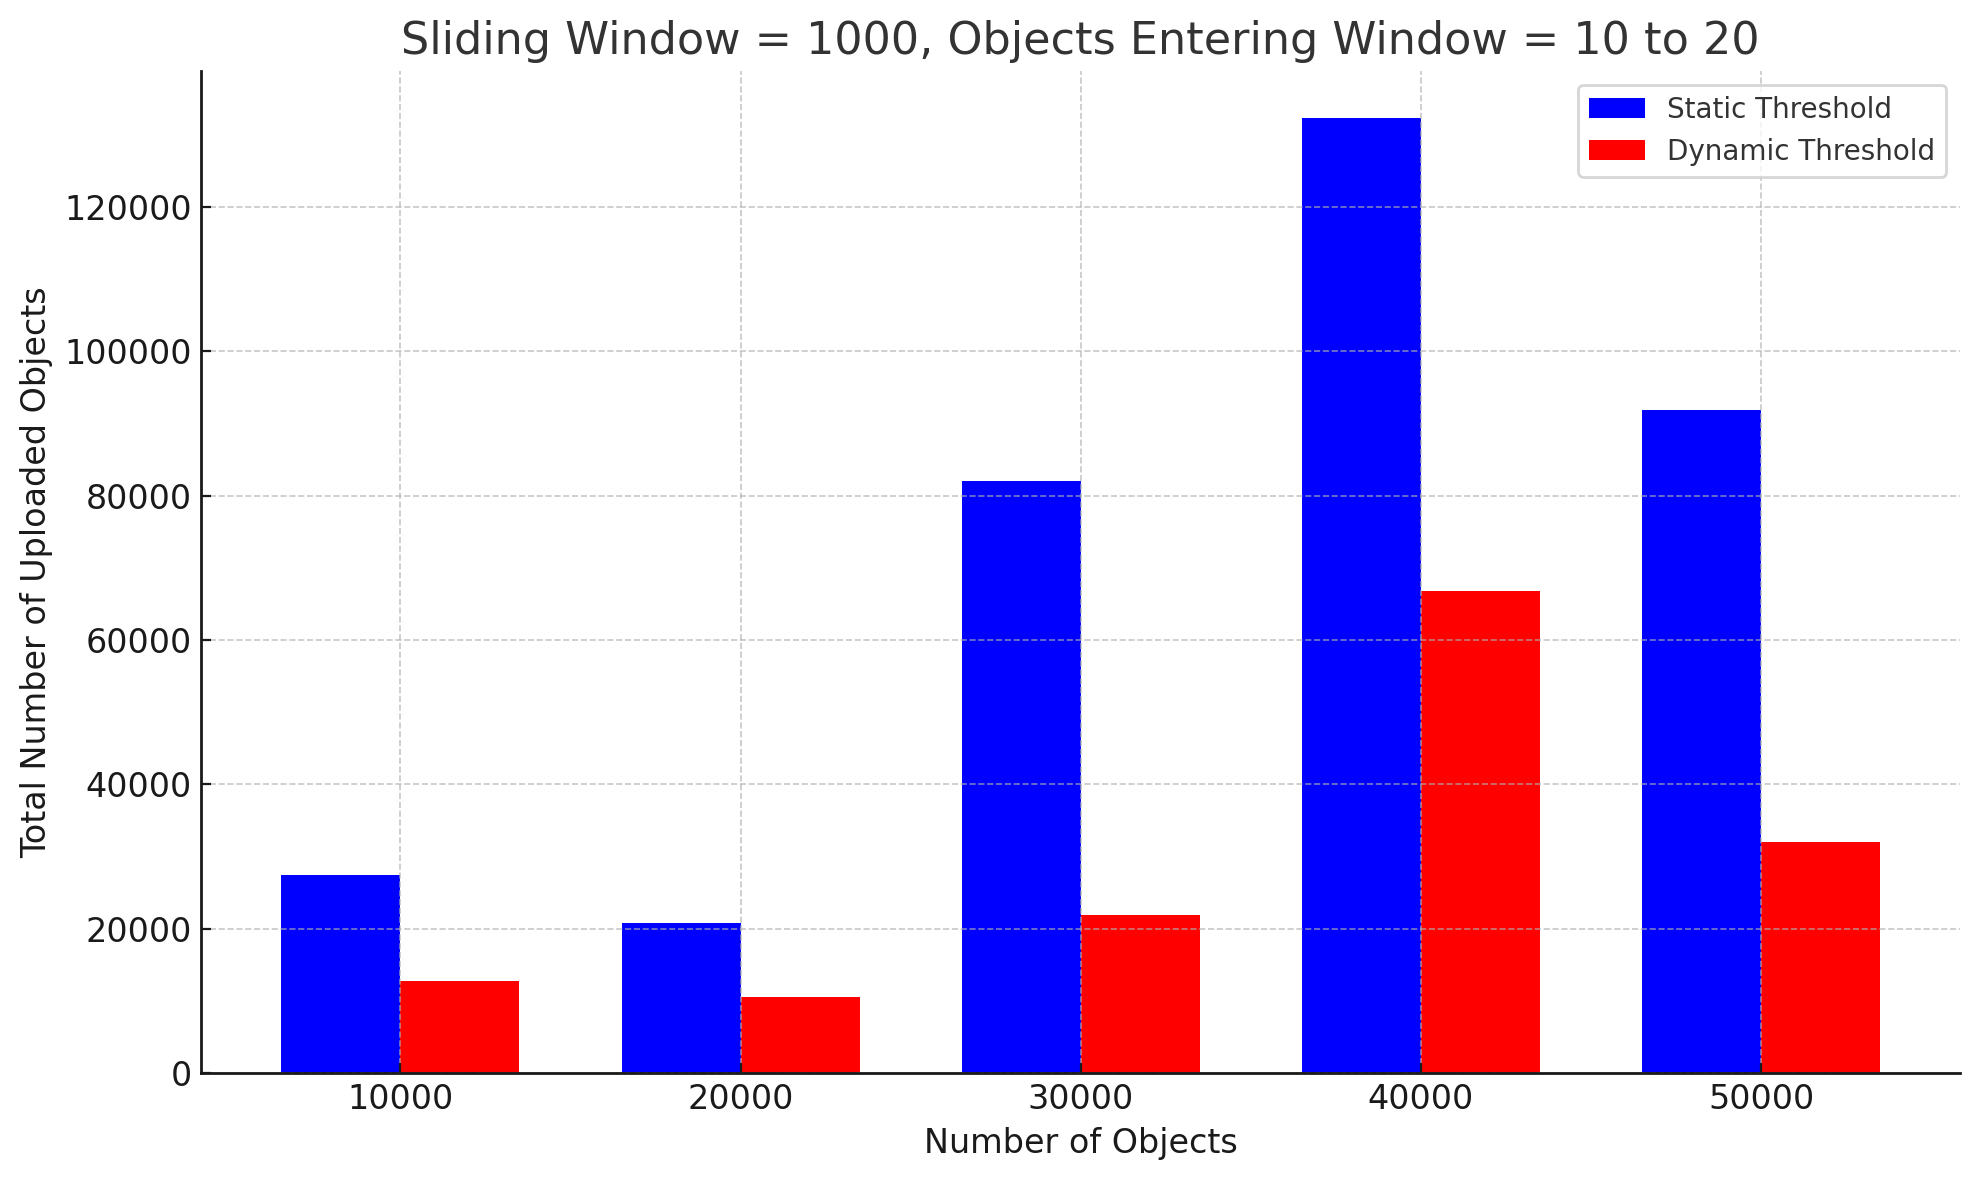 Sliding Window = 1000, Objects Entering Window = 10 to 20
Static Threshold
Dynamic Threshold
Total Number of Uploaded Objects
120000
100000
80000
60000
40000
20000
0
10000 20000 30000 40000 50000
Number of Objects